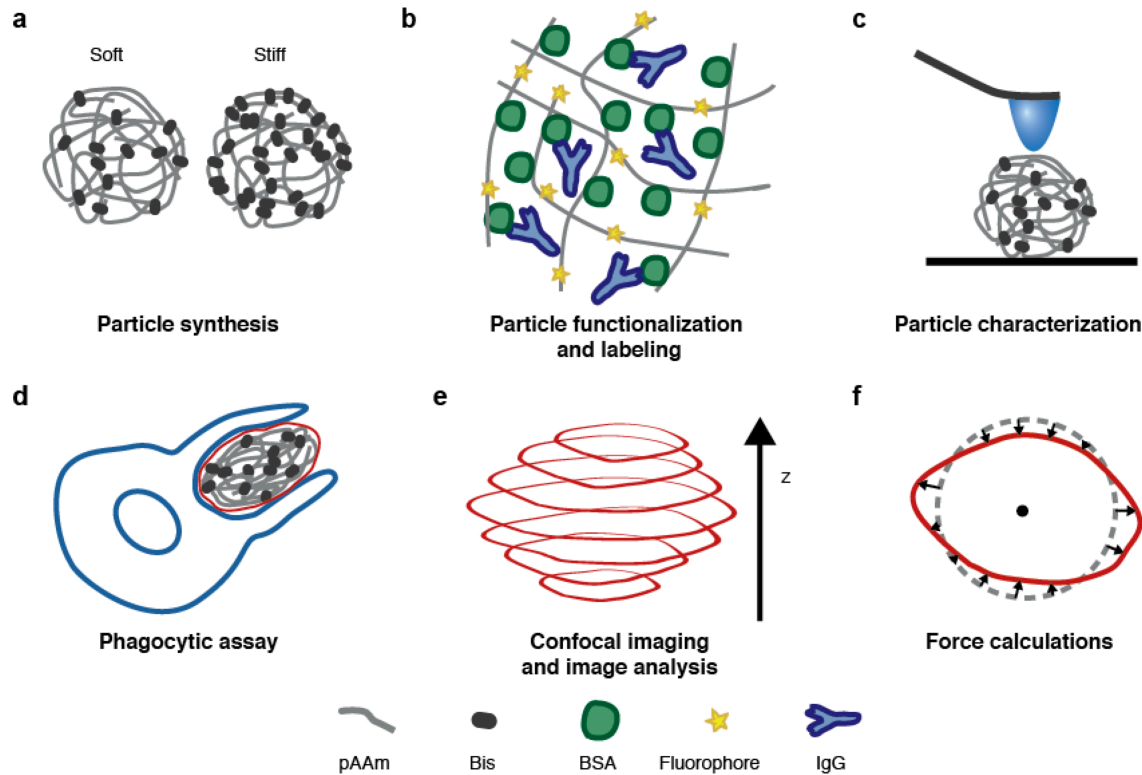 a
Soft
Stiff
Particle synthesis
b
Particle functionalization
and labeling
c
Particle characterization
d
Phagocytic assay
e
z
Confocal imaging
and image analysis
f
Force calculations
pAAm
Bis
BSA
Fluorophore
IgG